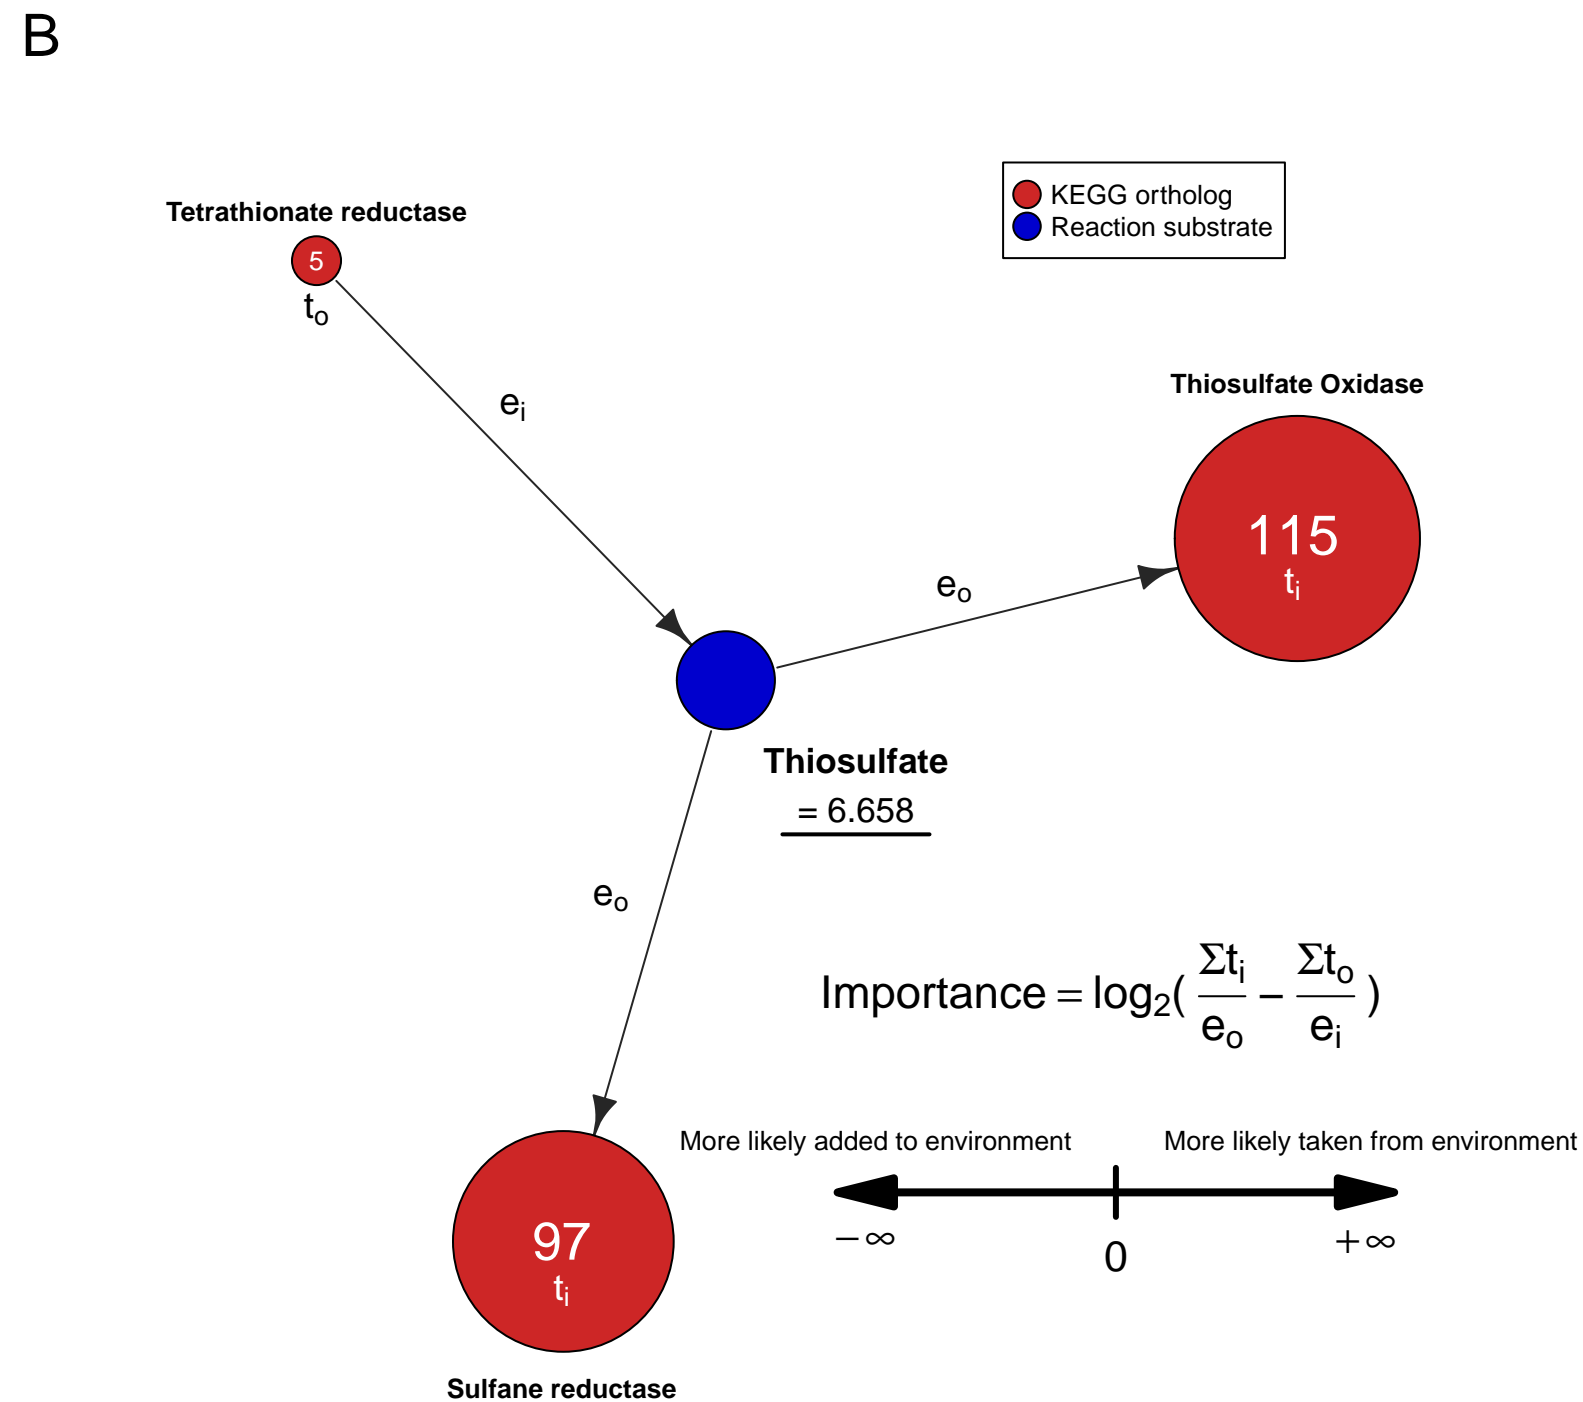 B
KEGG ortholog
Reaction substrate
Tetrathionate reductase
5
t₀
eᵢ
Thiosulfate Oxidase
115
tᵢ
eₒ
Thiosulfate
= 6.658
eₒ
Importance = log₂( Σtᵢ/eₒ − Σtₒ/eᵢ )
More likely added to environment
More likely taken from environment
−∞
0
+∞
97
tᵢ
Sulfane reductase